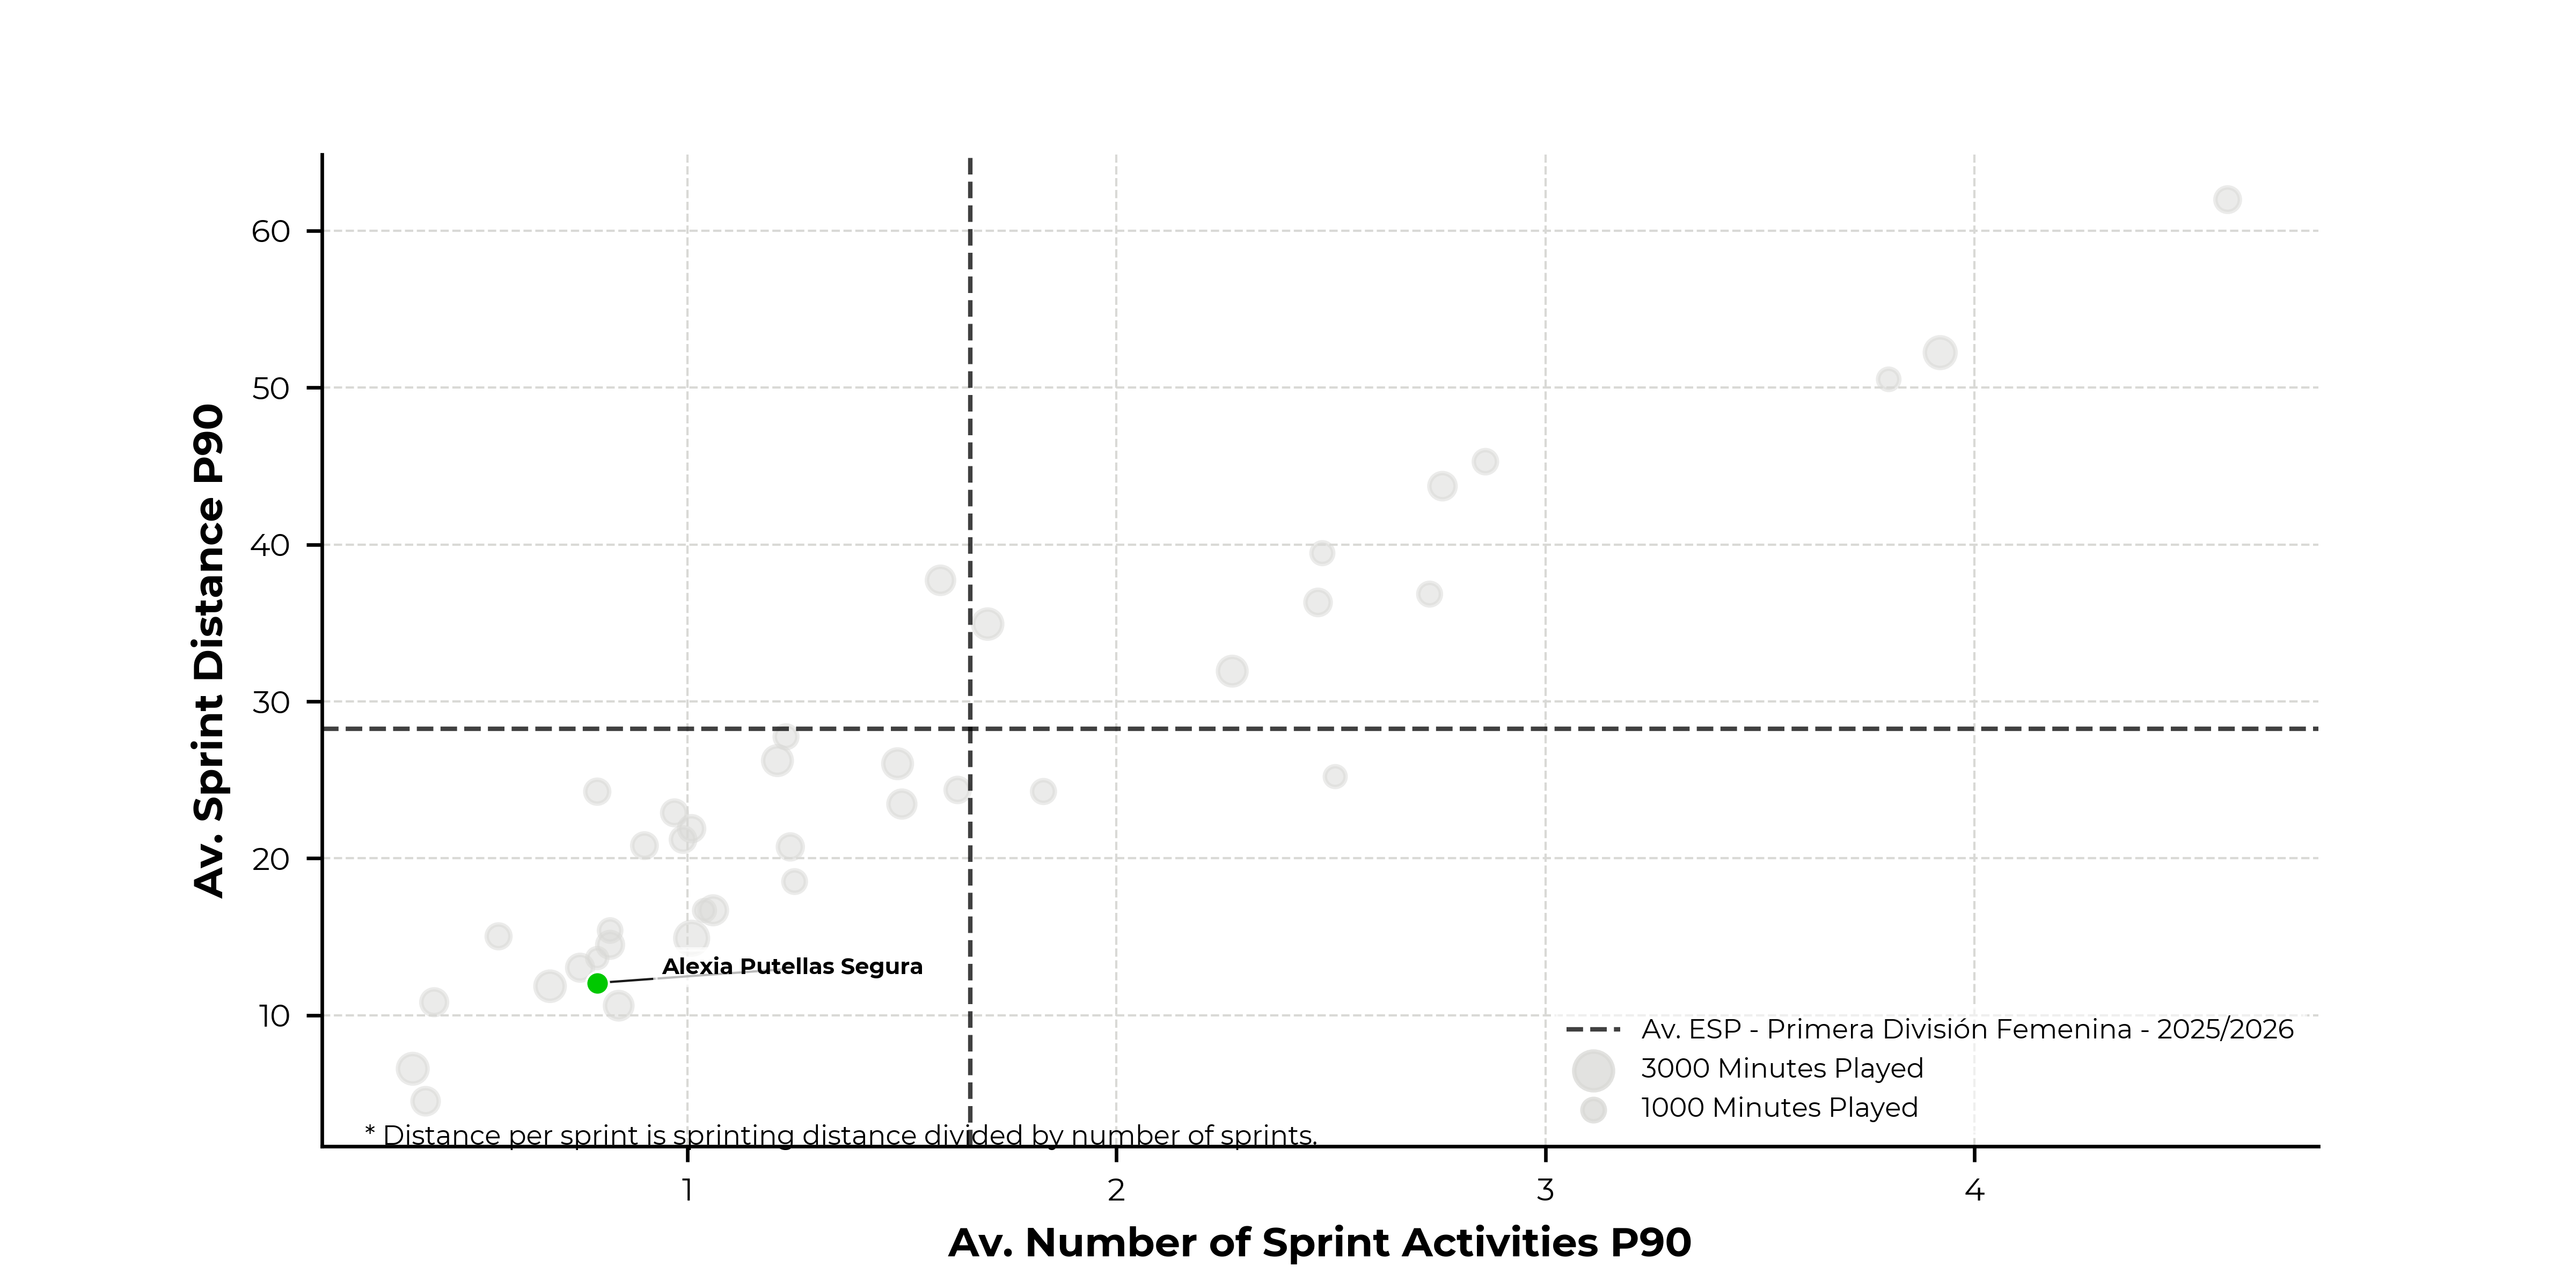 Av. Sprint Distance P90
60
50
40
30
20
10
Alexia Putellas Segura
Av. ESP - Primera División Femenina - 2025/2026
3000 Minutes Played
1000 Minutes Played
* Distance per sprint is sprinting distance divided by number of sprints.
1 2 3 4
Av. Number of Sprint Activities P90